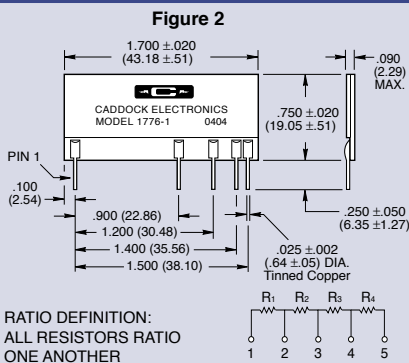 Figure 2
1.700 ±.020
(43.18 ±.51)
.090
(2.29)
MAX.
CADDOCK ELECTRONICS
MODEL 1776-1 0404
.750 ±.020
(19.05 ±.51)
PIN 1
.100
(2.54)
.900 (22.86)
1.200 (30.48)
1.400 (35.56)
1.500 (38.10)
.250 ±.050
(6.35 ±1.27)
.025 ±.002
(.64 ±.05) DIA.
Tinned Copper
RATIO DEFINITION:
ALL RESISTORS RATIO
ONE ANOTHER
R1 R2 R3 R4
1 2 3 4 5